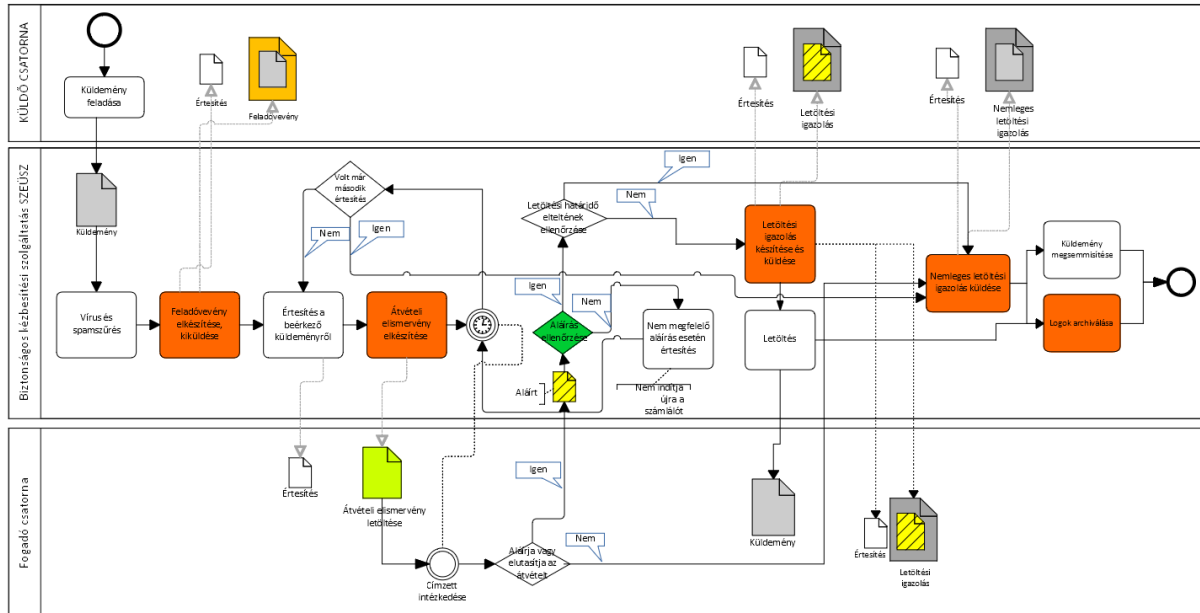 KÜLDŐ CSATORNA
Küldemény
feladása
Értesítés
Feladóvevény
Értesítés
Letöltési
igazolás
Értesítés
Nemleges
letöltési
igazolás
Biztonságos kézbesítési szolgáltatás SZEÜSZ
Küldemény
Volt már
második
értesítés
Nem
Igen
Letöltési határidő
elteltének
ellenőrzése
Igen
Nem
Letöltési
igazolás
készítése és
küldése
Nemleges letöltési
igazolás küldése
Küldemény
megsemmisítése
Logok archiválása
Vírus és
spamszűrés
Feladóvevény
elkészítése,
kiküldése
Értesítés a
beérkező
küldeményről
Átvételi
elismervény
elkészítése
Igen
Nem
Aláírás
ellenőrzése
Aláírt
Nem megfelelő
aláírás esetén
értesítés
Nem indítja
újra a
számlálót
Letöltés
Fogadó csatorna
Értesítés
Átvételi elismervény
letöltése
Címzett
intézkedése
Aláírja vagy
elutasítja az
átvételt
Igen
Nem
Küldemény
Értesítés
Letöltési
igazolás